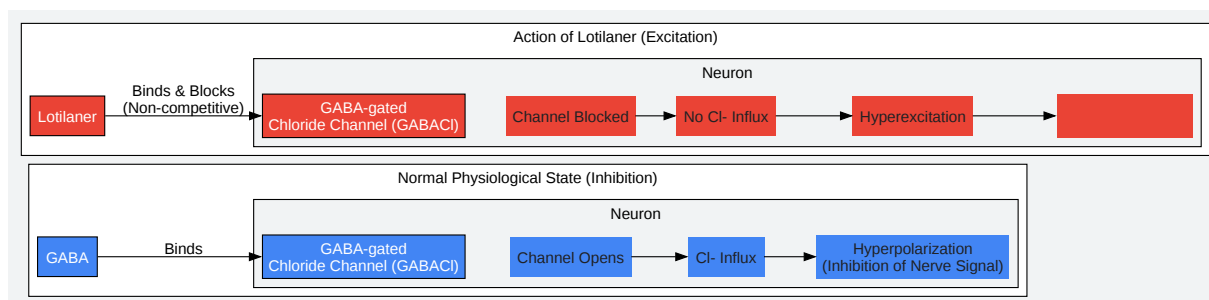 Action of Lotilaner (Excitation)
Neuron
Lotilaner
Binds & Blocks
(Non-competitive)
GABA-gated
Chloride Channel (GABACl)
Channel Blocked
No Cl- Influx
Hyperexcitation
Normal Physiological State (Inhibition)
Neuron
GABA
Binds
GABA-gated
Chloride Channel (GABACl)
Channel Opens
Cl- Influx
Hyperpolarization
(Inhibition of Nerve Signal)